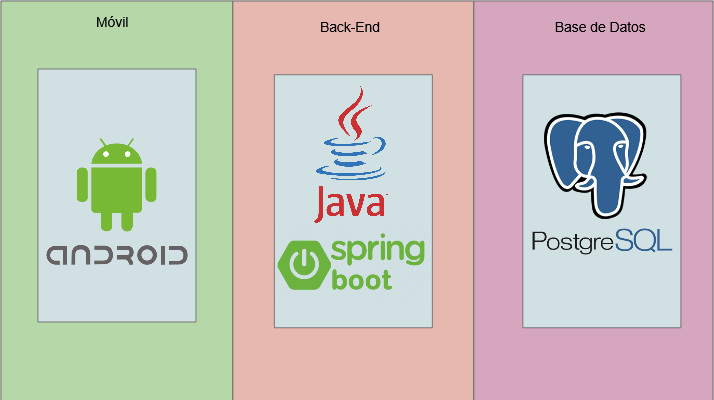 Móvil
Back-End
Base de Datos
ANDROID
Java
spring
boot
PostgreSQL